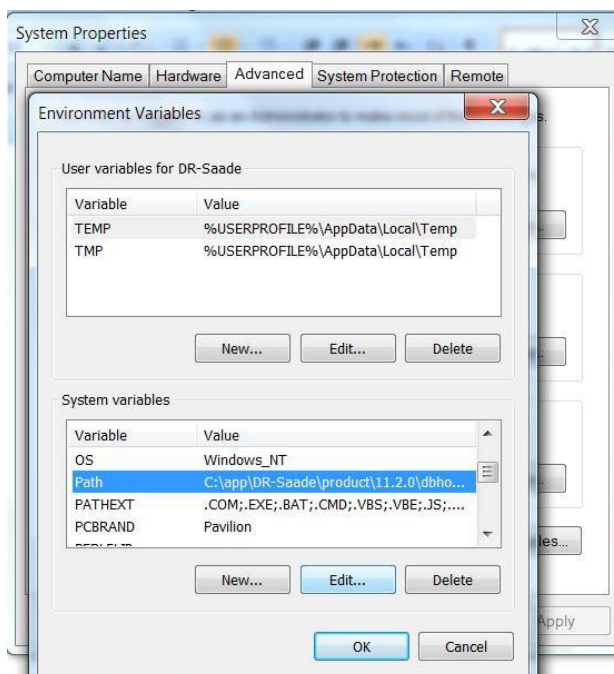 System Properties
Computer Name Hardware Advanced System Protection Remote
Environment Variables
User variables for DR-Saade
Variable Value
TEMP %USERPROFILE%\AppData\Local\Temp
TMP %USERPROFILE%\AppData\Local\Temp
New... Edit... Delete
System variables
Variable Value
OS Windows_NT
Path C:\app\DR-Saade\product\11.2.0\dbho...
PATHEXT .COM;.EXE;.BAT;.CMD;.VBS;.VBE;.JS;....
PCBRAND Pavilion
les...
New... Edit... Delete
Apply
OK Cancel